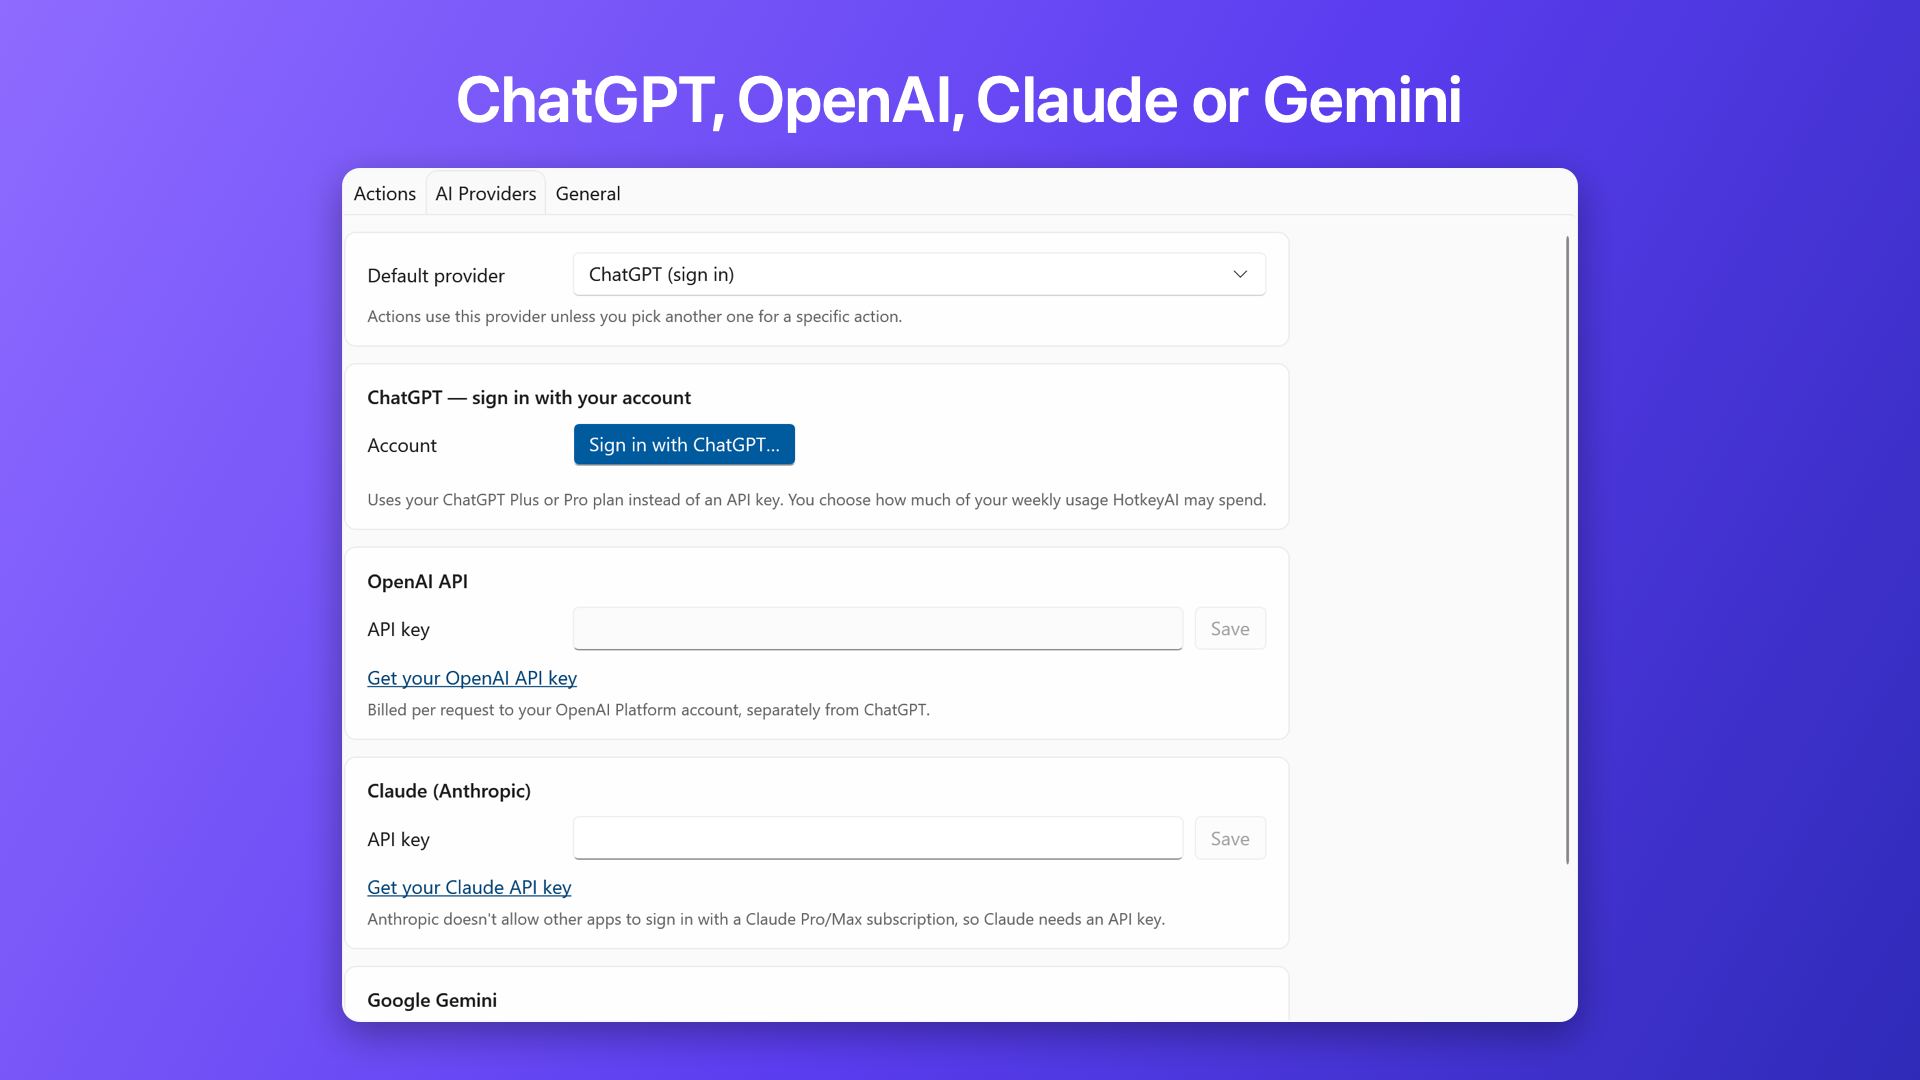 ChatGPT, OpenAI, Claude or Gemini
Actions AI Providers General
Default provider ChatGPT (sign in)
Actions use this provider unless you pick another one for a specific action.
ChatGPT — sign in with your account
Account Sign in with ChatGPT...
Uses your ChatGPT Plus or Pro plan instead of an API key. You choose how much of your weekly usage HotkeyAI may spend.
OpenAI API
API key Save
Get your OpenAI API key
Billed per request to your OpenAI Platform account, separately from ChatGPT.
Claude (Anthropic)
API key Save
Get your Claude API key
Anthropic doesn't allow other apps to sign in with a Claude Pro/Max subscription, so Claude needs an API key.
Google Gemini